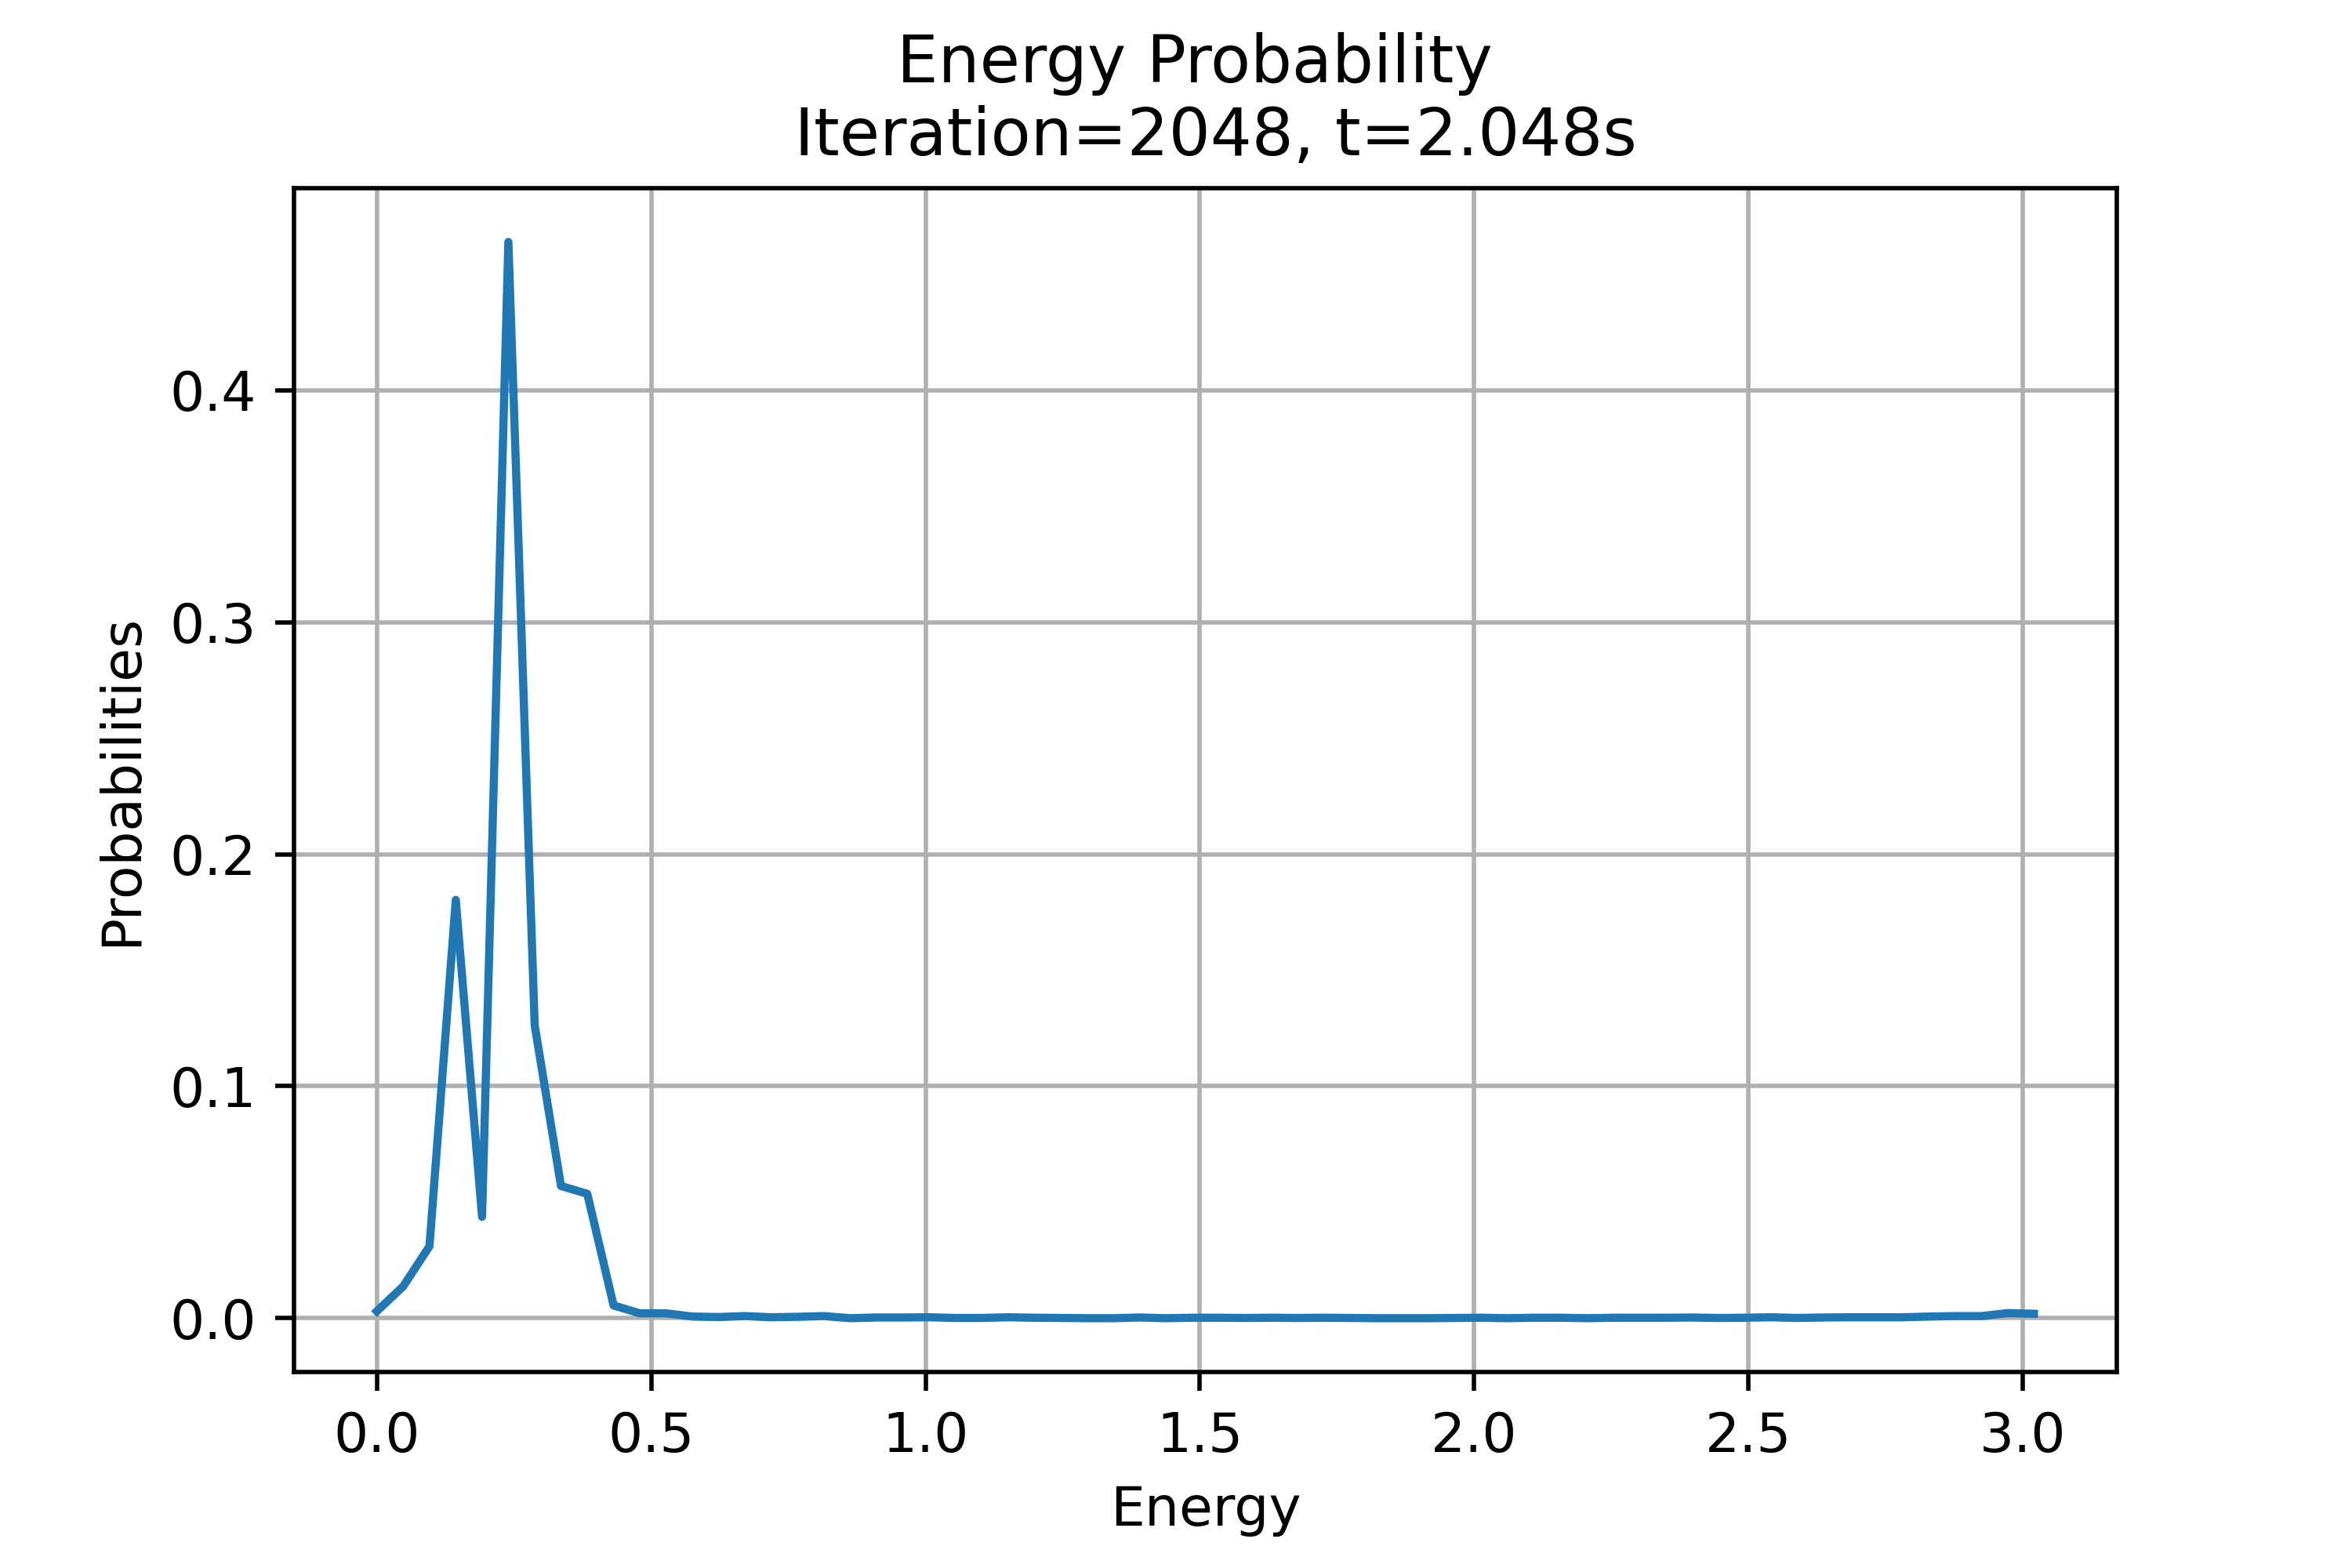 Energy Probability
Iteration=2048, t=2.048s
Probabilities
0.4
0.3
0.2
0.1
0.0
0.0 0.5 1.0 1.5 2.0 2.5 3.0
Energy